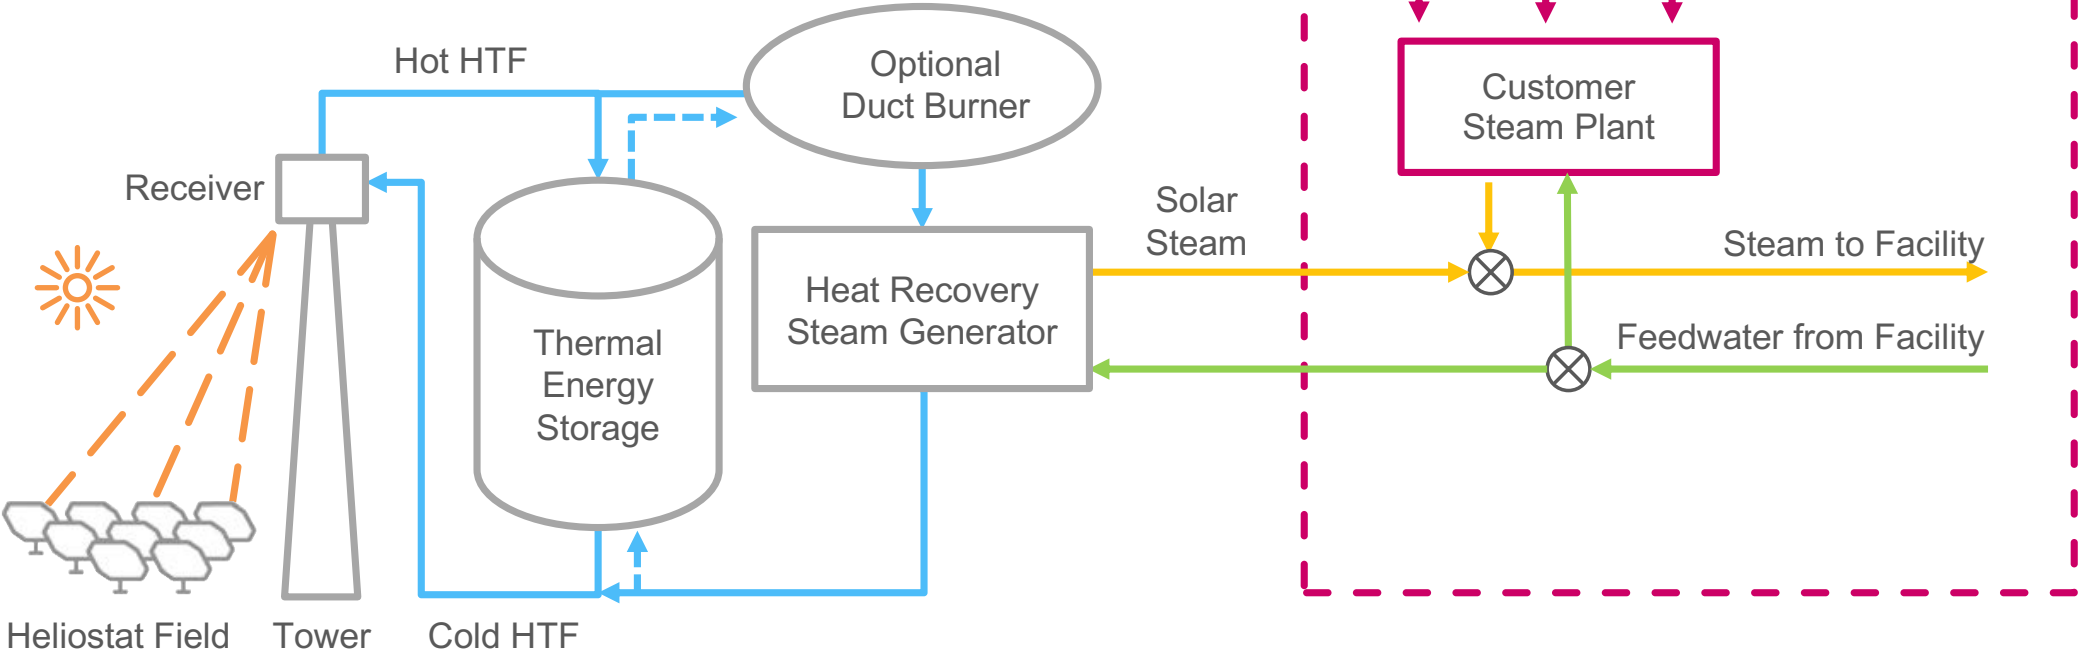 Hot HTF
Optional
Duct Burner
Customer
Steam Plant
Receiver
Solar
Steam
Steam to Facility
Heat Recovery
Steam Generator
Thermal
Energy
Storage
Feedwater from Facility
Heliostat Field
Tower
Cold HTF